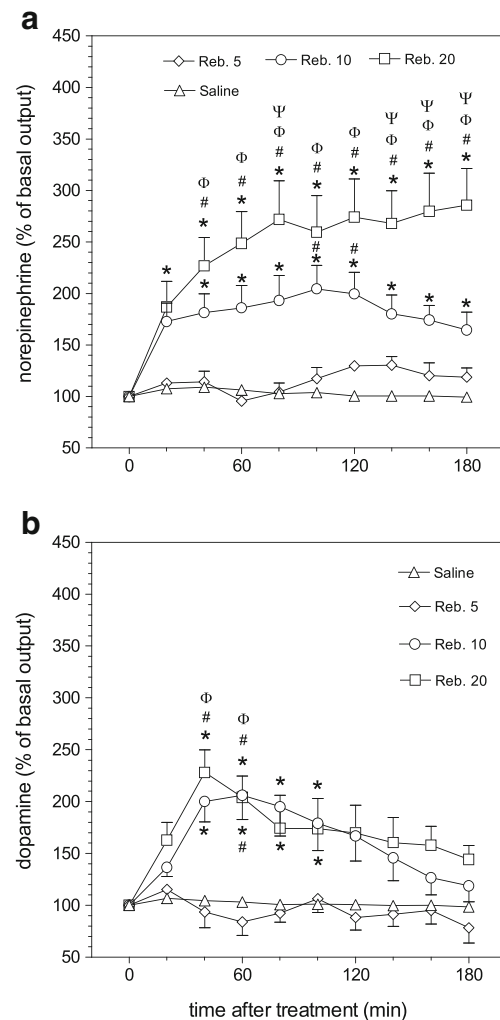 a
450
400
350
300
250
200
150
100
50
norepinephrine (% of basal output)
Reb. 5 Reb. 10 Reb. 20
Saline
Ψ Ψ Ψ
Ψ Φ Φ
Φ Φ Φ Φ # #
Φ Φ # # # # * *
# # * * * *
* * *
# #
* * *
* * * * * * *
0 60 120 180
b
450
400
350
300
250
200
150
100
50
dopamine (% of basal output)
Saline
Reb. 5
Reb. 10
Reb. 20
Φ Φ
# #
* * * *
* * * *
#
0 60 120 180
time after treatment (min)